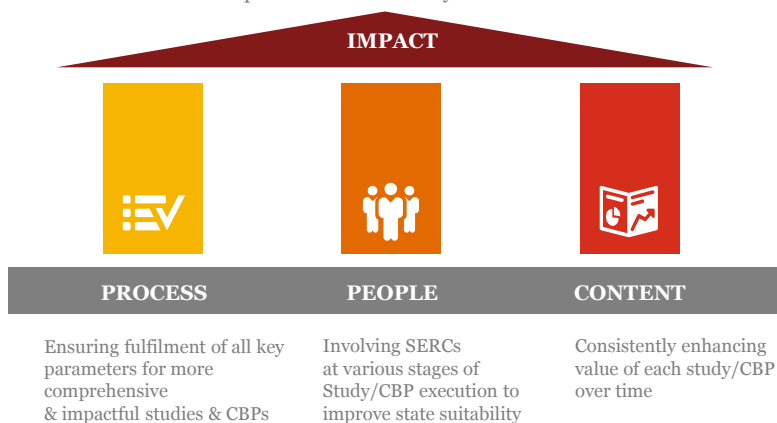 IMPACT
PROCESS
PEOPLE
CONTENT
Ensuring fulfilment of all key
parameters for more
comprehensive
& impactful studies & CBPs
Involving SERCs
at various stages of
Study/CBP execution to
improve state suitability
Consistently enhancing
value of each study/CBP
over time